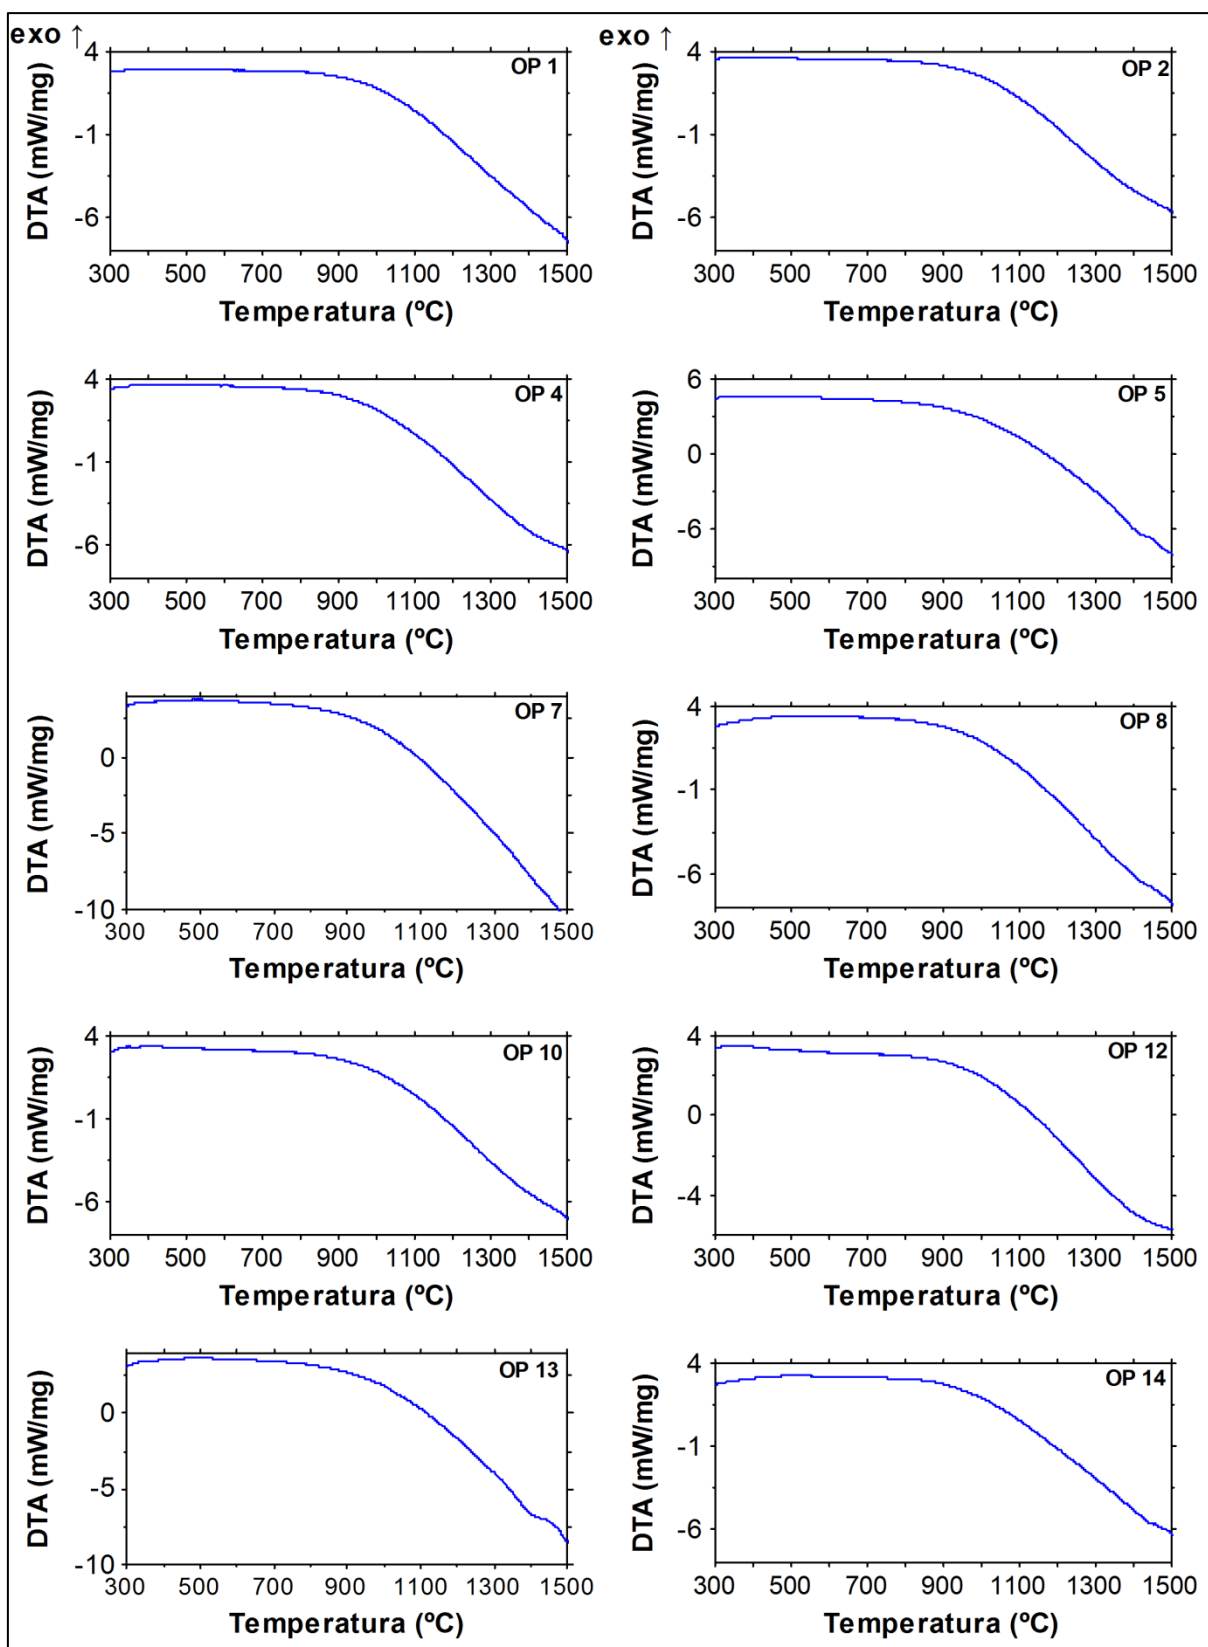 exo ↑
4
-1
-6
DTA (mW/mg)
OP 1
300 500 700 900 1100 1300 1500
Temperatura (ºC)
exo ↑
4
-1
-6
DTA (mW/mg)
OP 2
300 500 700 900 1100 1300 1500
Temperatura (ºC)
4
-1
-6
DTA (mW/mg)
OP 4
300 500 700 900 1100 1300 1500
Temperatura (ºC)
6
0
-6
DTA (mW/mg)
OP 5
300 500 700 900 1100 1300 1500
Temperatura (ºC)
0
-5
-10
DTA (mW/mg)
OP 7
300 500 700 900 1100 1300 1500
Temperatura (ºC)
4
-1
-6
DTA (mW/mg)
OP 8
300 500 700 900 1100 1300 1500
Temperatura (ºC)
4
-1
-6
DTA (mW/mg)
OP 10
300 500 700 900 1100 1300 1500
Temperatura (ºC)
4
0
-4
DTA (mW/mg)
OP 12
300 500 700 900 1100 1300 1500
Temperatura (ºC)
0
-5
-10
DTA (mW/mg)
OP 13
300 500 700 900 1100 1300 1500
Temperatura (ºC)
4
-1
-6
DTA (mW/mg)
OP 14
300 500 700 900 1100 1300 1500
Temperatura (ºC)